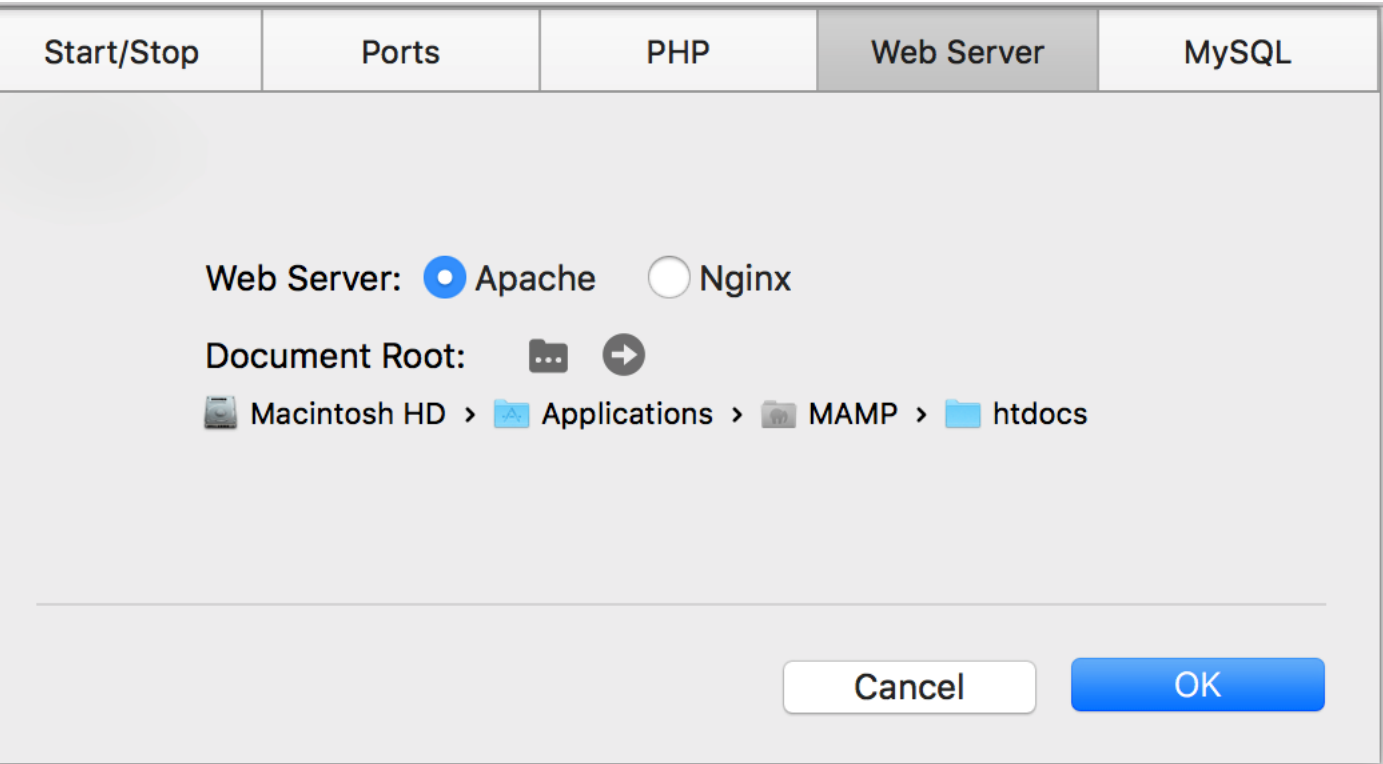 Start/Stop Ports PHP Web Server MySQL
Web Server: Apache Nginx
Document Root:
Macintosh HD › Applications › MAMP › htdocs
Cancel OK